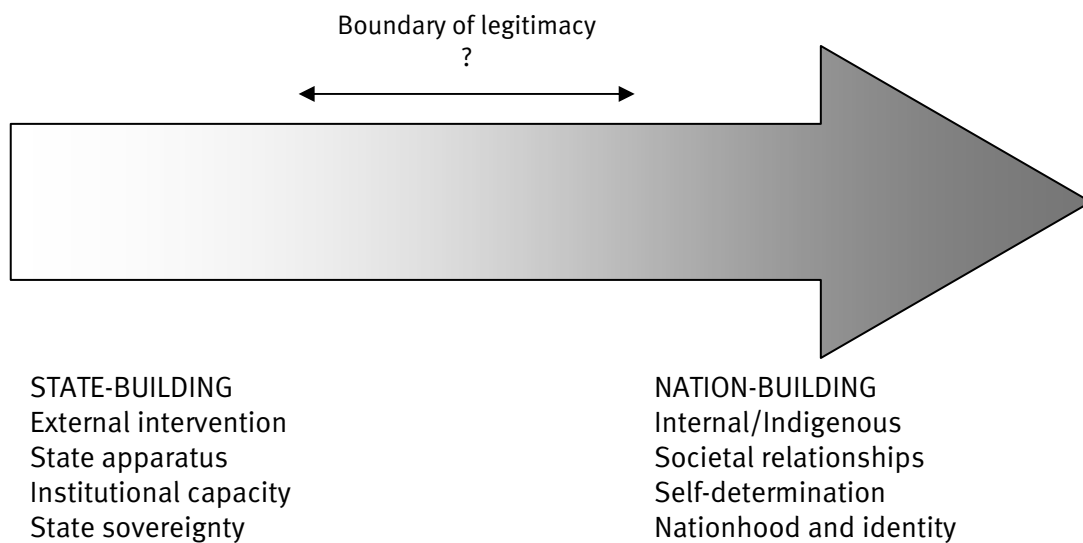 Boundary of legitimacy
?
STATE-BUILDING
External intervention
State apparatus
Institutional capacity
State sovereignty
NATION-BUILDING
Internal/Indigenous
Societal relationships
Self-determination
Nationhood and identity